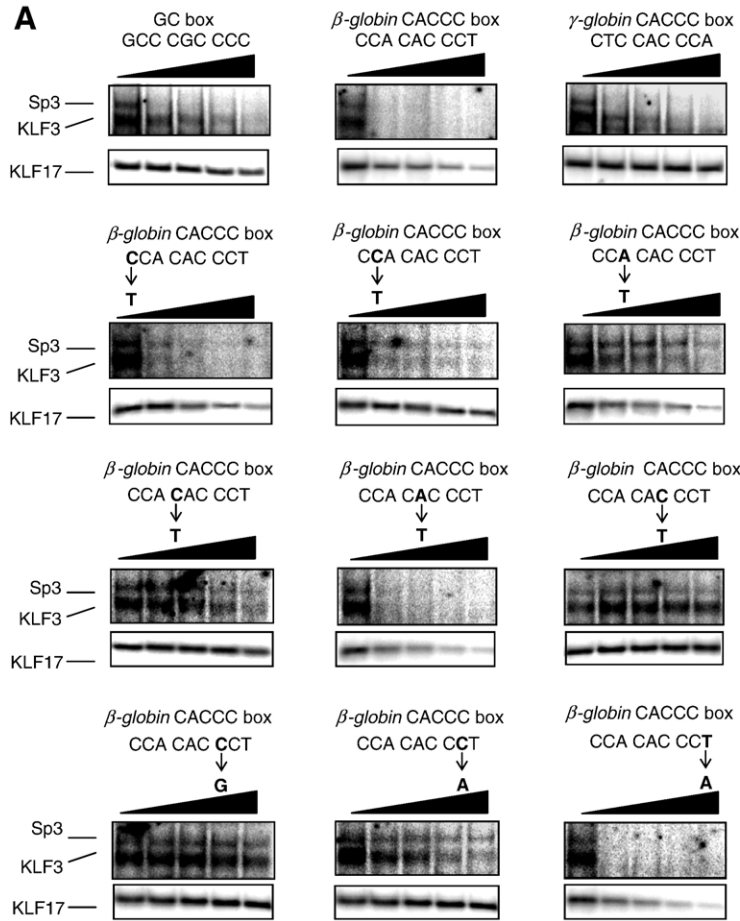 A
GC box
GCC CGC CCC
β-globin CACCC box
CCA CAC CCT
γ-globin CACCC box
CTC CAC CCA
Sp3
KLF3
KLF17
β-globin CACCC box
CCA CAC CCT
T
β-globin CACCC box
CCA CAC CCT
T
β-globin CACCC box
CCA CAC CCT
T
Sp3
KLF3
KLF17
β-globin CACCC box
CCA CAC CCT
T
β-globin CACCC box
CCA CAC CCT
T
β-globin CACCC box
CCA CAC CCT
T
Sp3
KLF3
KLF17
β-globin CACCC box
CCA CAC CCT
G
β-globin CACCC box
CCA CAC CCT
A
β-globin CACCC box
CCA CAC CCT
A
Sp3
KLF3
KLF17